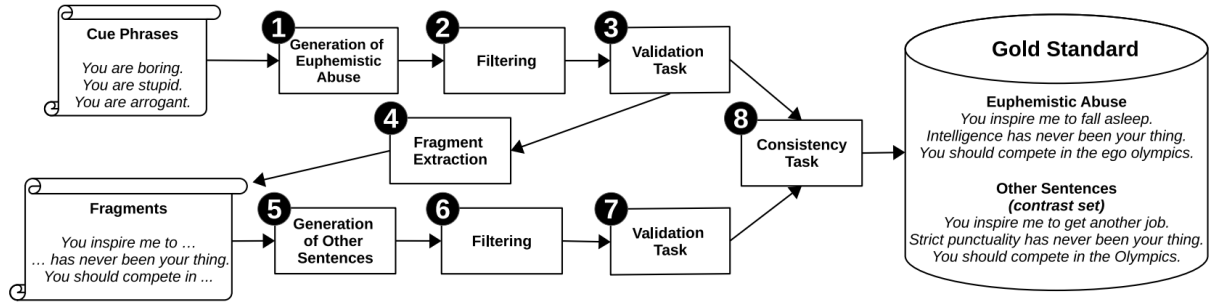 Cue Phrases
You are boring.
You are stupid.
You are arrogant.
1
Generation of
Euphemistic
Abuse
2
Filtering
3
Validation
Task
4
Fragment
Extraction
Fragments
You inspire me to …
… has never been your thing.
You should compete in ...
5
Generation
of Other
Sentences
6
Filtering
7
Validation
Task
8
Consistency
Task
Gold Standard
Euphemistic Abuse
You inspire me to fall asleep.
Intelligence has never been your thing.
You should compete in the ego olympics.
Other Sentences
(contrast set)
You inspire me to get another job.
Strict punctuality has never been your thing.
You should compete in the Olympics.